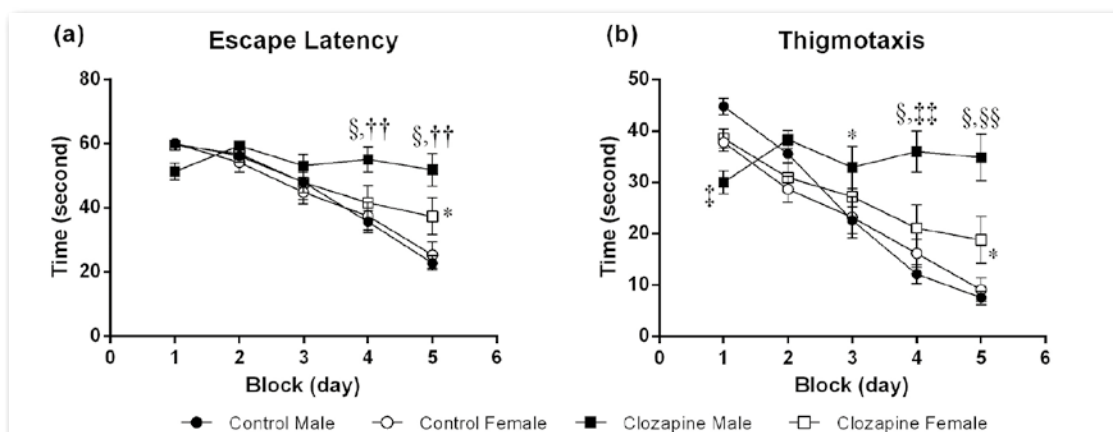 (a) Escape Latency
80
60
40
20
0
Time (second)
§,††
§,††
*
0 1 2 3 4 5 6
Block (day)
(b) Thigmotaxis
50
40
30
20
10
0
Time (second)
‡
*
§,‡‡
§,§§
*
0 1 2 3 4 5 6
Block (day)
Control Male Control Female Clozapine Male Clozapine Female